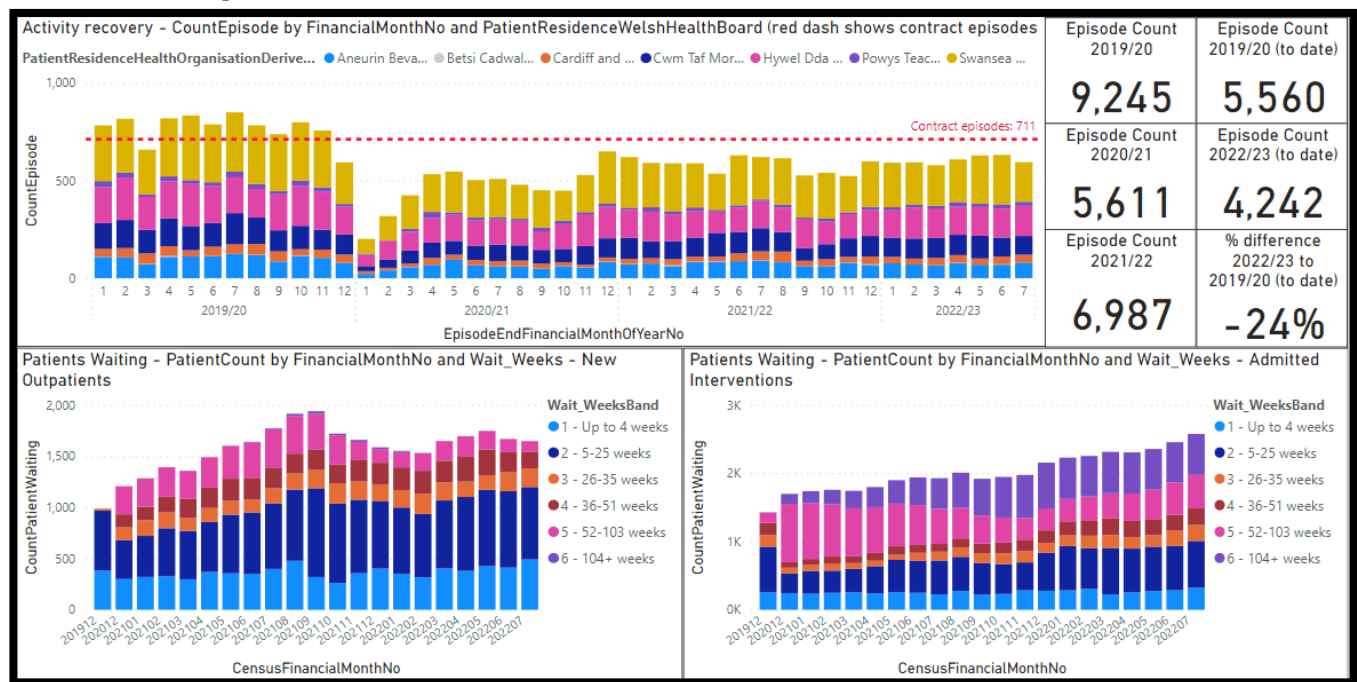 Activity recovery - CountEpisode by FinancialMonthNo and PatientResidenceWelshHealthBoard (red dash shows contract episodes
PatientResidenceHealthOrganisationDerive... Aneurin Beva... Betsi Cadwal... Cardiff and ... Cwm Taf Mor... Hywel Dda ... Powys Teac... Swansea ...
1,000
500
0
CountEpisode
Contract episodes: 711
1 2 3 4 5 6 7 8 9 10 11 12 1 2 3 4 5 6 7 8 9 10 11 12 1 2 3 4 5 6 7 8 9 10 11 12 1 2 3 4 5 6 7
2019/20 2020/21 2021/22 2022/23
EpisodeEndFinancialMonthOfYearNo
Episode Count
2019/20
9,245
Episode Count
2019/20 (to date)
5,560
Episode Count
2020/21
5,611
Episode Count
2022/23 (to date)
4,242
Episode Count
2021/22
6,987
% difference
2022/23 to
2019/20 (to date)
-24%
Patients Waiting - PatientCount by FinancialMonthNo and Wait_Weeks - New
Outpatients
2,000
1,500
1,000
500
0
CountPatientWaiting
Wait_WeeksBand
1 - Up to 4 weeks
2 - 5-25 weeks
3 - 26-35 weeks
4 - 36-51 weeks
5 - 52-103 weeks
6 - 104+ weeks
201912 202012 202101 202102 202103 202104 202105 202106 202107 202108 202109 202110 202111 202112 202201 202202 202203 202204 202205 202206 202207
CensusFinancialMonthNo
Patients Waiting - PatientCount by FinancialMonthNo and Wait_Weeks - Admitted
Interventions
3K
2K
1K
0K
CountPatientWaiting
Wait_WeeksBand
1 - Up to 4 weeks
2 - 5-25 weeks
3 - 26-35 weeks
4 - 36-51 weeks
5 - 52-103 weeks
6 - 104+ weeks
201912 202012 202101 202102 202103 202104 202105 202106 202107 202108 202109 202110 202111 202112 202201 202202 202203 202204 202205 202206 202207
CensusFinancialMonthNo